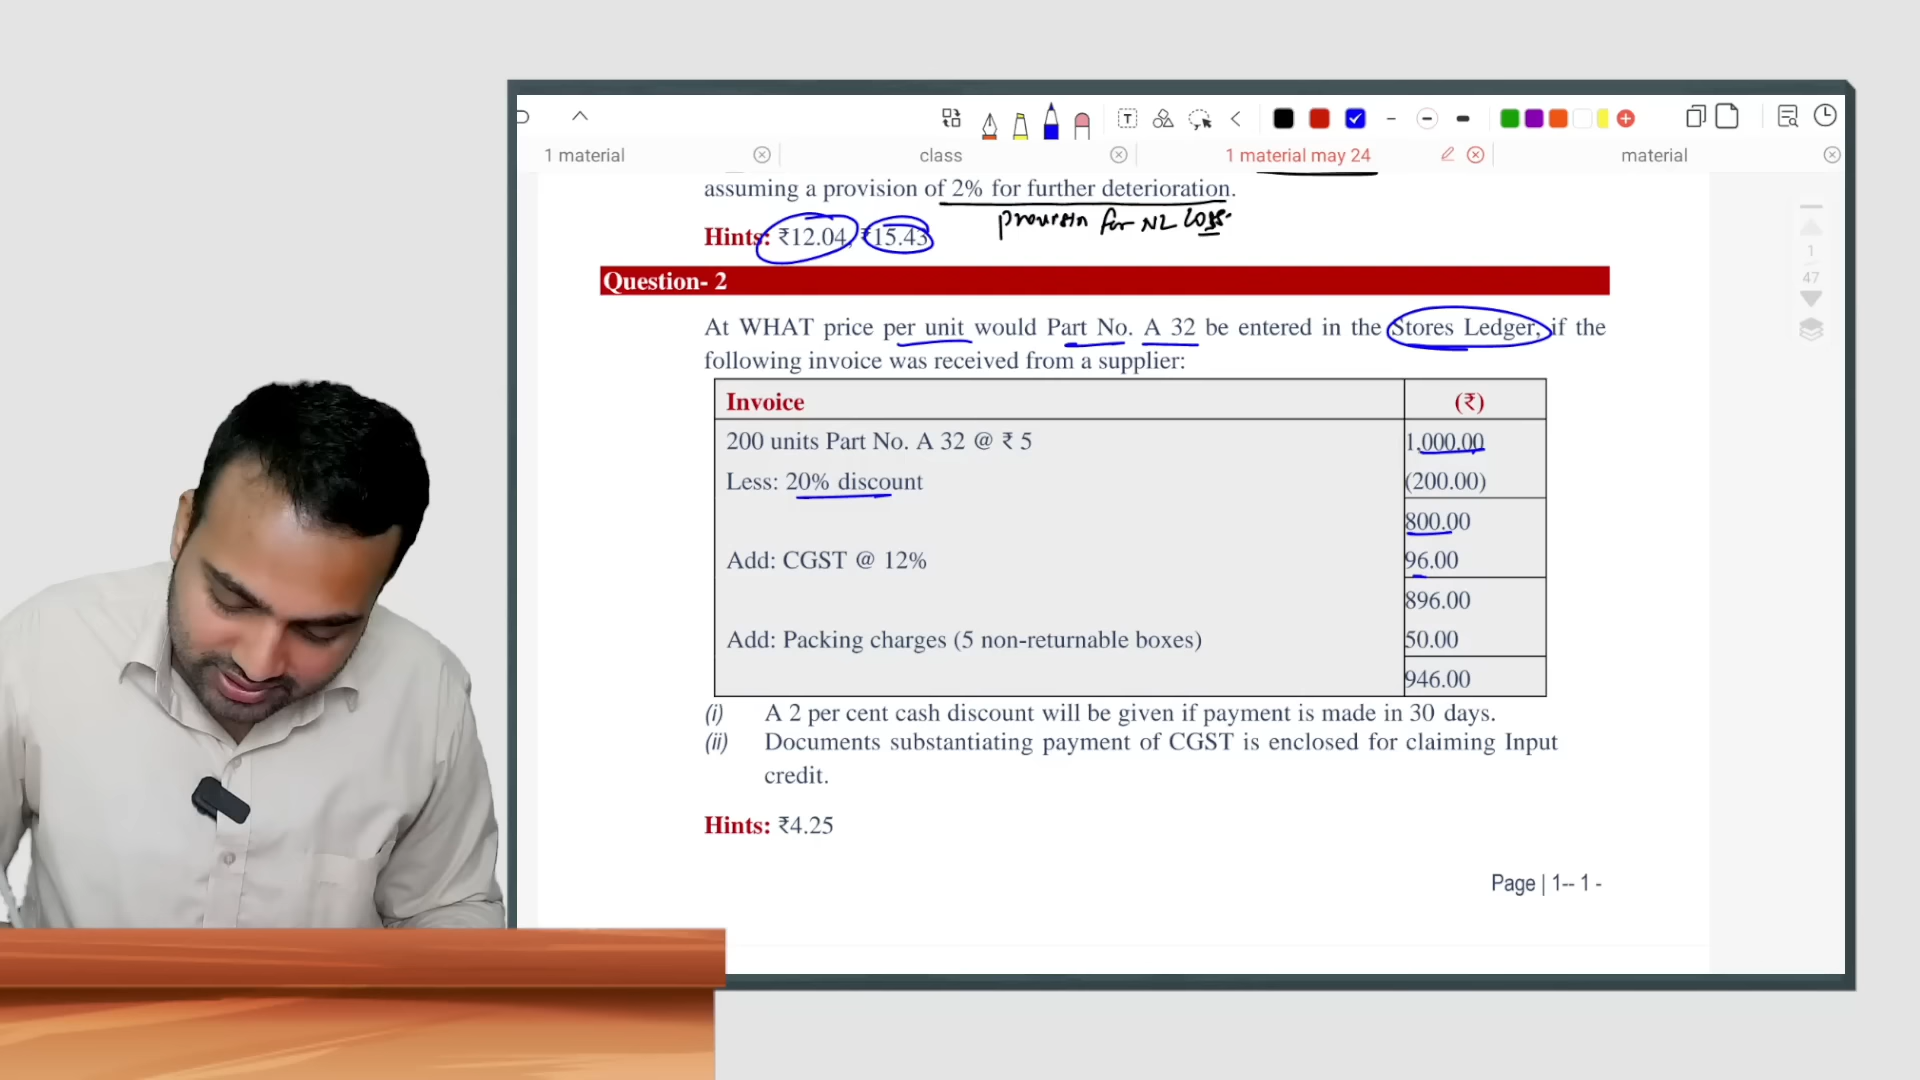 1 material
class
1 material may 24
material
assuming a provision of 2% for further deterioration.
provision for NL Loss
Hints: ₹12.04, ₹15.43
Question- 2
At WHAT price per unit would Part No. A 32 be entered in the Stores Ledger, if the
following invoice was received from a supplier:
Invoice (₹)
200 units Part No. A 32 @ ₹ 5 1,000.00
Less: 20% discount (200.00)
800.00
Add: CGST @ 12% 96.00
896.00
Add: Packing charges (5 non-returnable boxes) 50.00
946.00
(i) A 2 per cent cash discount will be given if payment is made in 30 days.
(ii) Documents substantiating payment of CGST is enclosed for claiming Input
credit.
Hints: ₹4.25
Page | 1-- 1 -
1
47